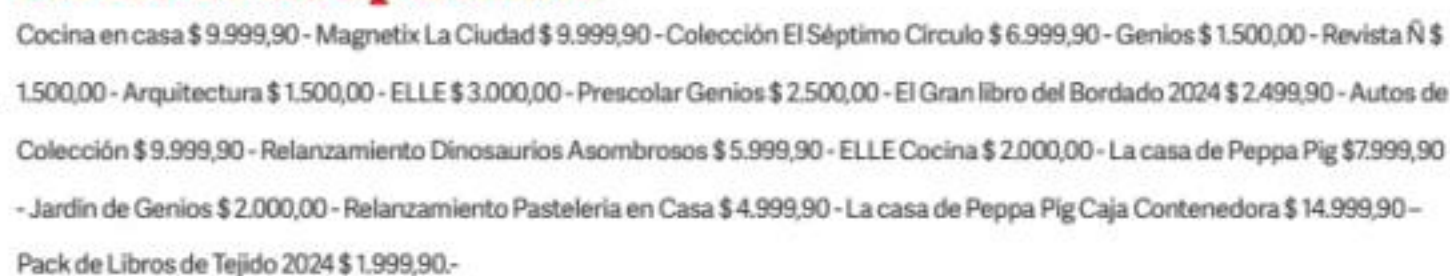 Cocina en casa $ 9.999,90 - Magnetix La Ciudad $ 9.999,90 - Colección El Séptimo Círculo $ 6.999,90 - Genios $ 1.500,00 - Revista Ñ $
1.500,00 - Arquitectura $ 1.500,00 - ELLE $ 3.000,00 - Prescolar Genios $ 2.500,00 - El Gran libro del Bordado 2024 $ 2.499,90 - Autos de
Colección $ 9.999,90 - Relanzamiento Dinosaurios Asombrosos $ 5.999,90 - ELLE Cocina $ 2.000,00 - La casa de Peppa Pig $7.999,90
- Jardín de Genios $ 2.000,00 - Relanzamiento Pastelería en Casa $ 4.999,90 - La casa de Peppa Pig Caja Contenedora $ 14.999,90 –
Pack de Libros de Tejido 2024 $ 1.999,90.-